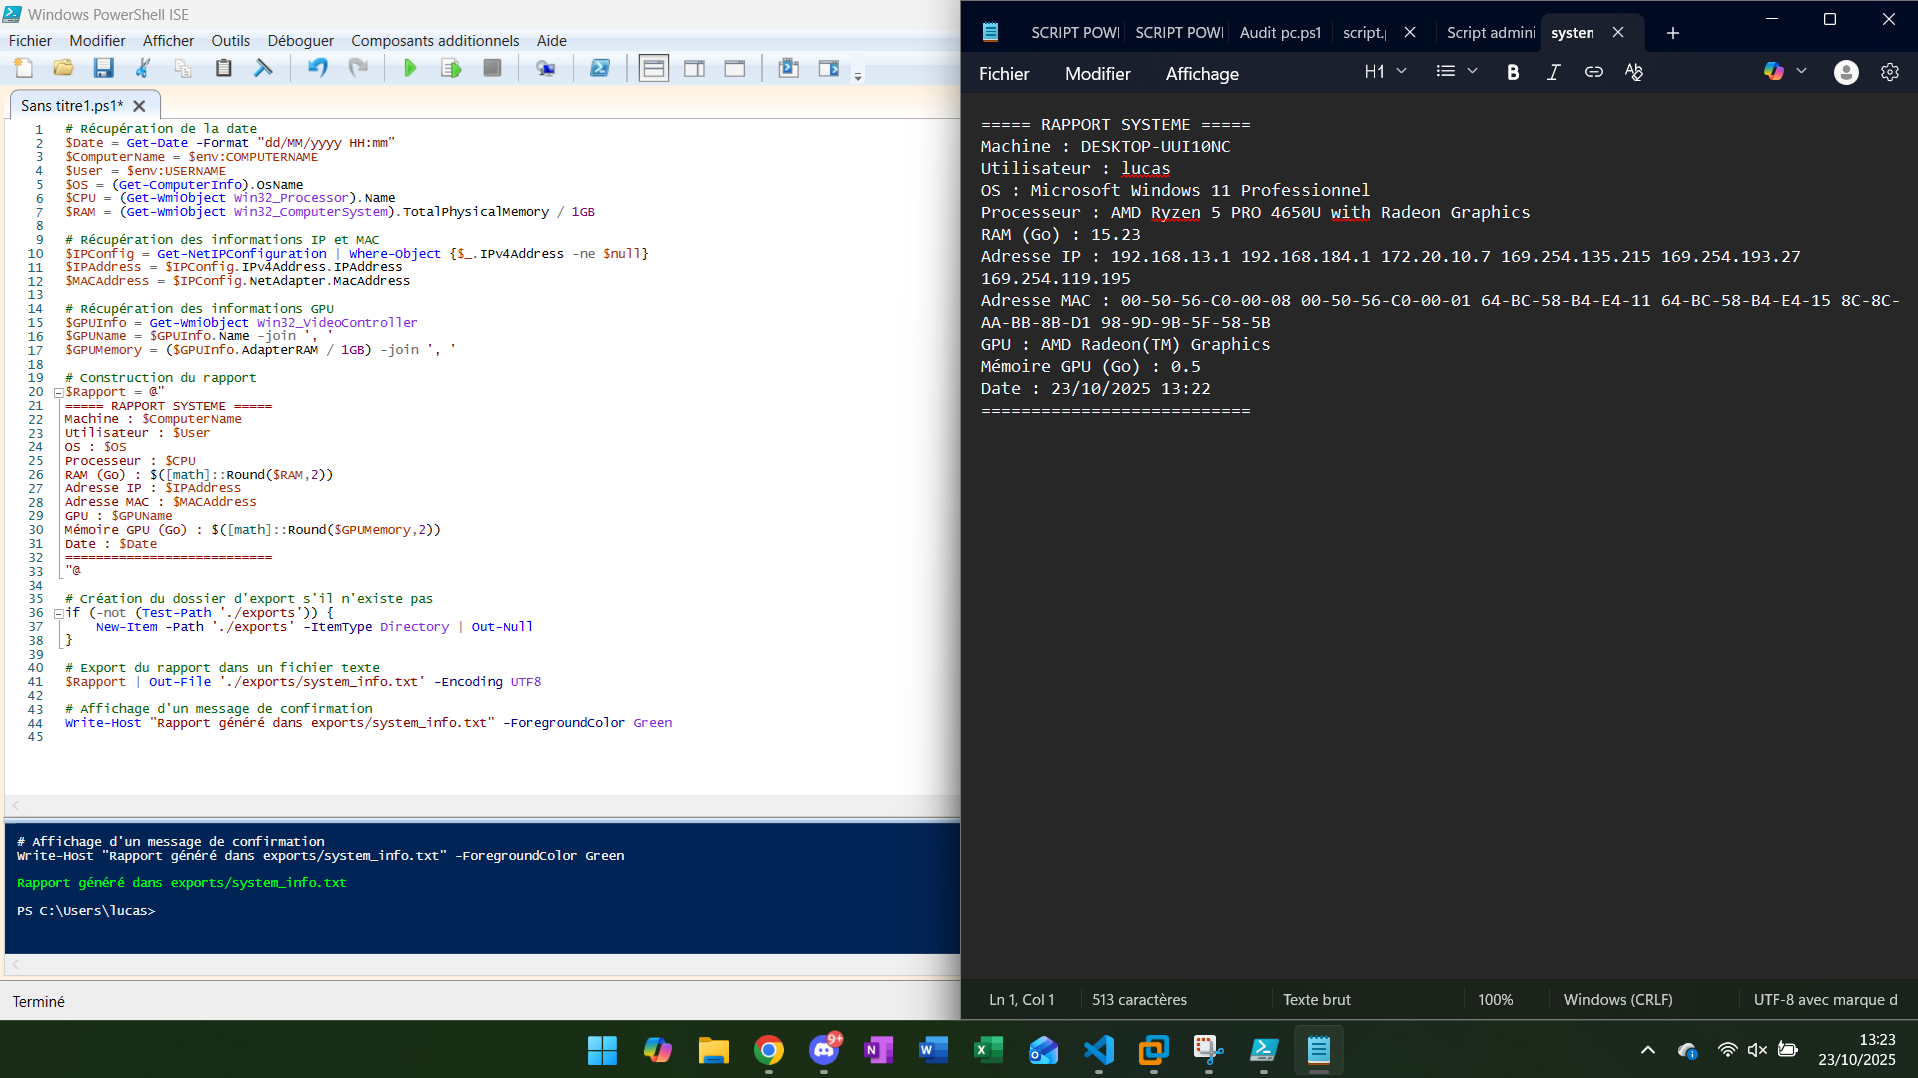 Windows PowerShell ISE
Fichier Modifier Afficher Outils Déboguer Composants additionnels Aide
Sans titre1.ps1*
1 # Récupération de la date
2 $Date = Get-Date -Format "dd/MM/yyyy HH:mm"
3 $ComputerName = $env:COMPUTERNAME
4 $User = $env:USERNAME
5 $OS = (Get-ComputerInfo).OsName
6 $CPU = (Get-WmiObject Win32_Processor).Name
7 $RAM = (Get-WmiObject Win32_ComputerSystem).TotalPhysicalMemory / 1GB
8
9 # Récupération des informations IP et MAC
10 $IPConfig = Get-NetIPConfiguration | Where-Object {$_.IPv4Address -ne $null}
11 $IPAddress = $IPConfig.IPv4Address.IPAddress
12 $MACAddress = $IPConfig.NetAdapter.MacAddress
13
14 # Récupération des informations GPU
15 $GPUInfo = Get-WmiObject Win32_VideoController
16 $GPUName = $GPUInfo.Name -join ', '
17 $GPUMemory = ($GPUInfo.AdapterRAM / 1GB) -join ', '
18
19 # Construction du rapport
20 $Rapport = @"
21 ===== RAPPORT SYSTEME =====
22 Machine : $ComputerName
23 Utilisateur : $User
24 OS : $OS
25 Processeur : $CPU
26 RAM (Go) : $([math]::Round($RAM,2))
27 Adresse IP : $IPAddress
28 Adresse MAC : $MACAddress
29 GPU : $GPUName
30 Mémoire GPU (Go) : $([math]::Round($GPUMemory,2))
31 Date : $Date
32 ===========================
33 "@
34
35 # Création du dossier d'export s'il n'existe pas
36 if (-not (Test-Path './exports')) {
37 New-Item -Path './exports' -ItemType Directory | Out-Null
38 }
39
40 # Export du rapport dans un fichier texte
41 $Rapport | Out-File './exports/system_info.txt' -Encoding UTF8
42
43 # Affichage d'un message de confirmation
44 Write-Host "Rapport généré dans exports/system_info.txt" -ForegroundColor Green
45
# Affichage d'un message de confirmation
Write-Host "Rapport généré dans exports/system_info.txt" -ForegroundColor Green
Rapport généré dans exports/system_info.txt
PS C:\Users\lucas>
Terminé
SCRIPT POWI SCRIPT POWI Audit pc.ps1 script.p Script admini systen
Fichier Modifier Affichage H1 B I
===== RAPPORT SYSTEME =====
Machine : DESKTOP-UUI10NC
Utilisateur : lucas
OS : Microsoft Windows 11 Professionnel
Processeur : AMD Ryzen 5 PRO 4650U with Radeon Graphics
RAM (Go) : 15.23
Adresse IP : 192.168.13.1 192.168.184.1 172.20.10.7 169.254.135.215 169.254.193.27
169.254.119.195
Adresse MAC : 00-50-56-C0-00-08 00-50-56-C0-00-01 64-BC-58-B4-E4-11 64-BC-58-B4-E4-15 8C-8C-
AA-BB-8B-D1 98-9D-9B-5F-58-5B
GPU : AMD Radeon(TM) Graphics
Mémoire GPU (Go) : 0.5
Date : 23/10/2025 13:22
===========================
Ln 1, Col 1 513 caractères Texte brut 100% Windows (CRLF) UTF-8 avec marque d
9+
13:23
23/10/2025